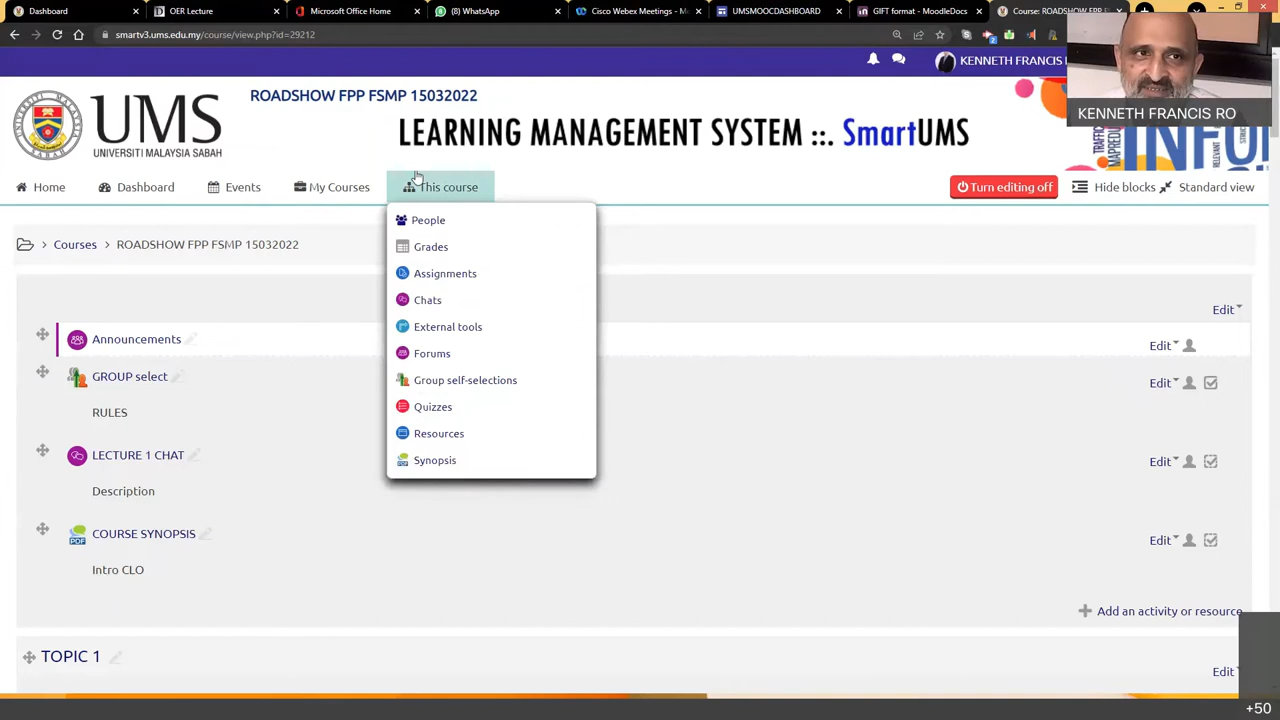 Dashboard
OER Lecture
Microsoft Office Home
(8) WhatsApp
Cisco Webex Meetings - M
UMSMOOCDASHBOARD
GIFT format - MoodleDocs
Course: ROADSHOW FPP F
smartv3.ums.edu.my/course/view.php?id=29212
KENNETH FRANCIS
KENNETH FRANCIS RO
ROADSHOW FPP FSMP 15032022
UMS
UNIVERSITI MALAYSIA SABAH
LEARNING MANAGEMENT SYSTEM ::. SmartUMS
Home
Dashboard
Events
My Courses
This course
Turn editing off
Hide blocks
Standard view
People
Grades
Assignments
Chats
External tools
Forums
Group self-selections
Quizzes
Resources
Synopsis
Courses > ROADSHOW FPP FSMP 15032022
Edit
Announcements
Edit
GROUP select
Edit
RULES
LECTURE 1 CHAT
Edit
Description
PDF
COURSE SYNOPSIS
Edit
Intro CLO
Add an activity or resource
TOPIC 1
Edit
+50